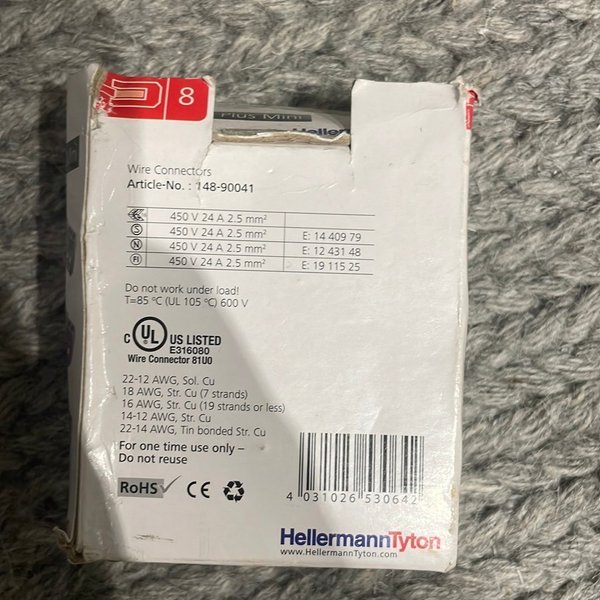 8
Plus Mini
Hellermann
Wire Connectors
Article-No. : 148-90041
450 V 24 A 2.5 mm²
S 450 V 24 A 2.5 mm² E: 14 409 79
N 450 V 24 A 2.5 mm² E: 12 431 48
FI 450 V 24 A 2.5 mm² E: 19 115 25
Do not work under load!
T=85 °C (UL 105 °C) 600 V
C UL US LISTED
E316080
Wire Connector 81U0
22-12 AWG, Sol. Cu
18 AWG, Str. Cu (7 strands)
16 AWG, Str. Cu (19 strands or less)
14-12 AWG, Str. Cu
22-14 AWG, Tin bonded Str. Cu
For one time use only –
Do not reuse
RoHS CE
4 031026 530642
HellermannTyton
www.HellermannTyton.com